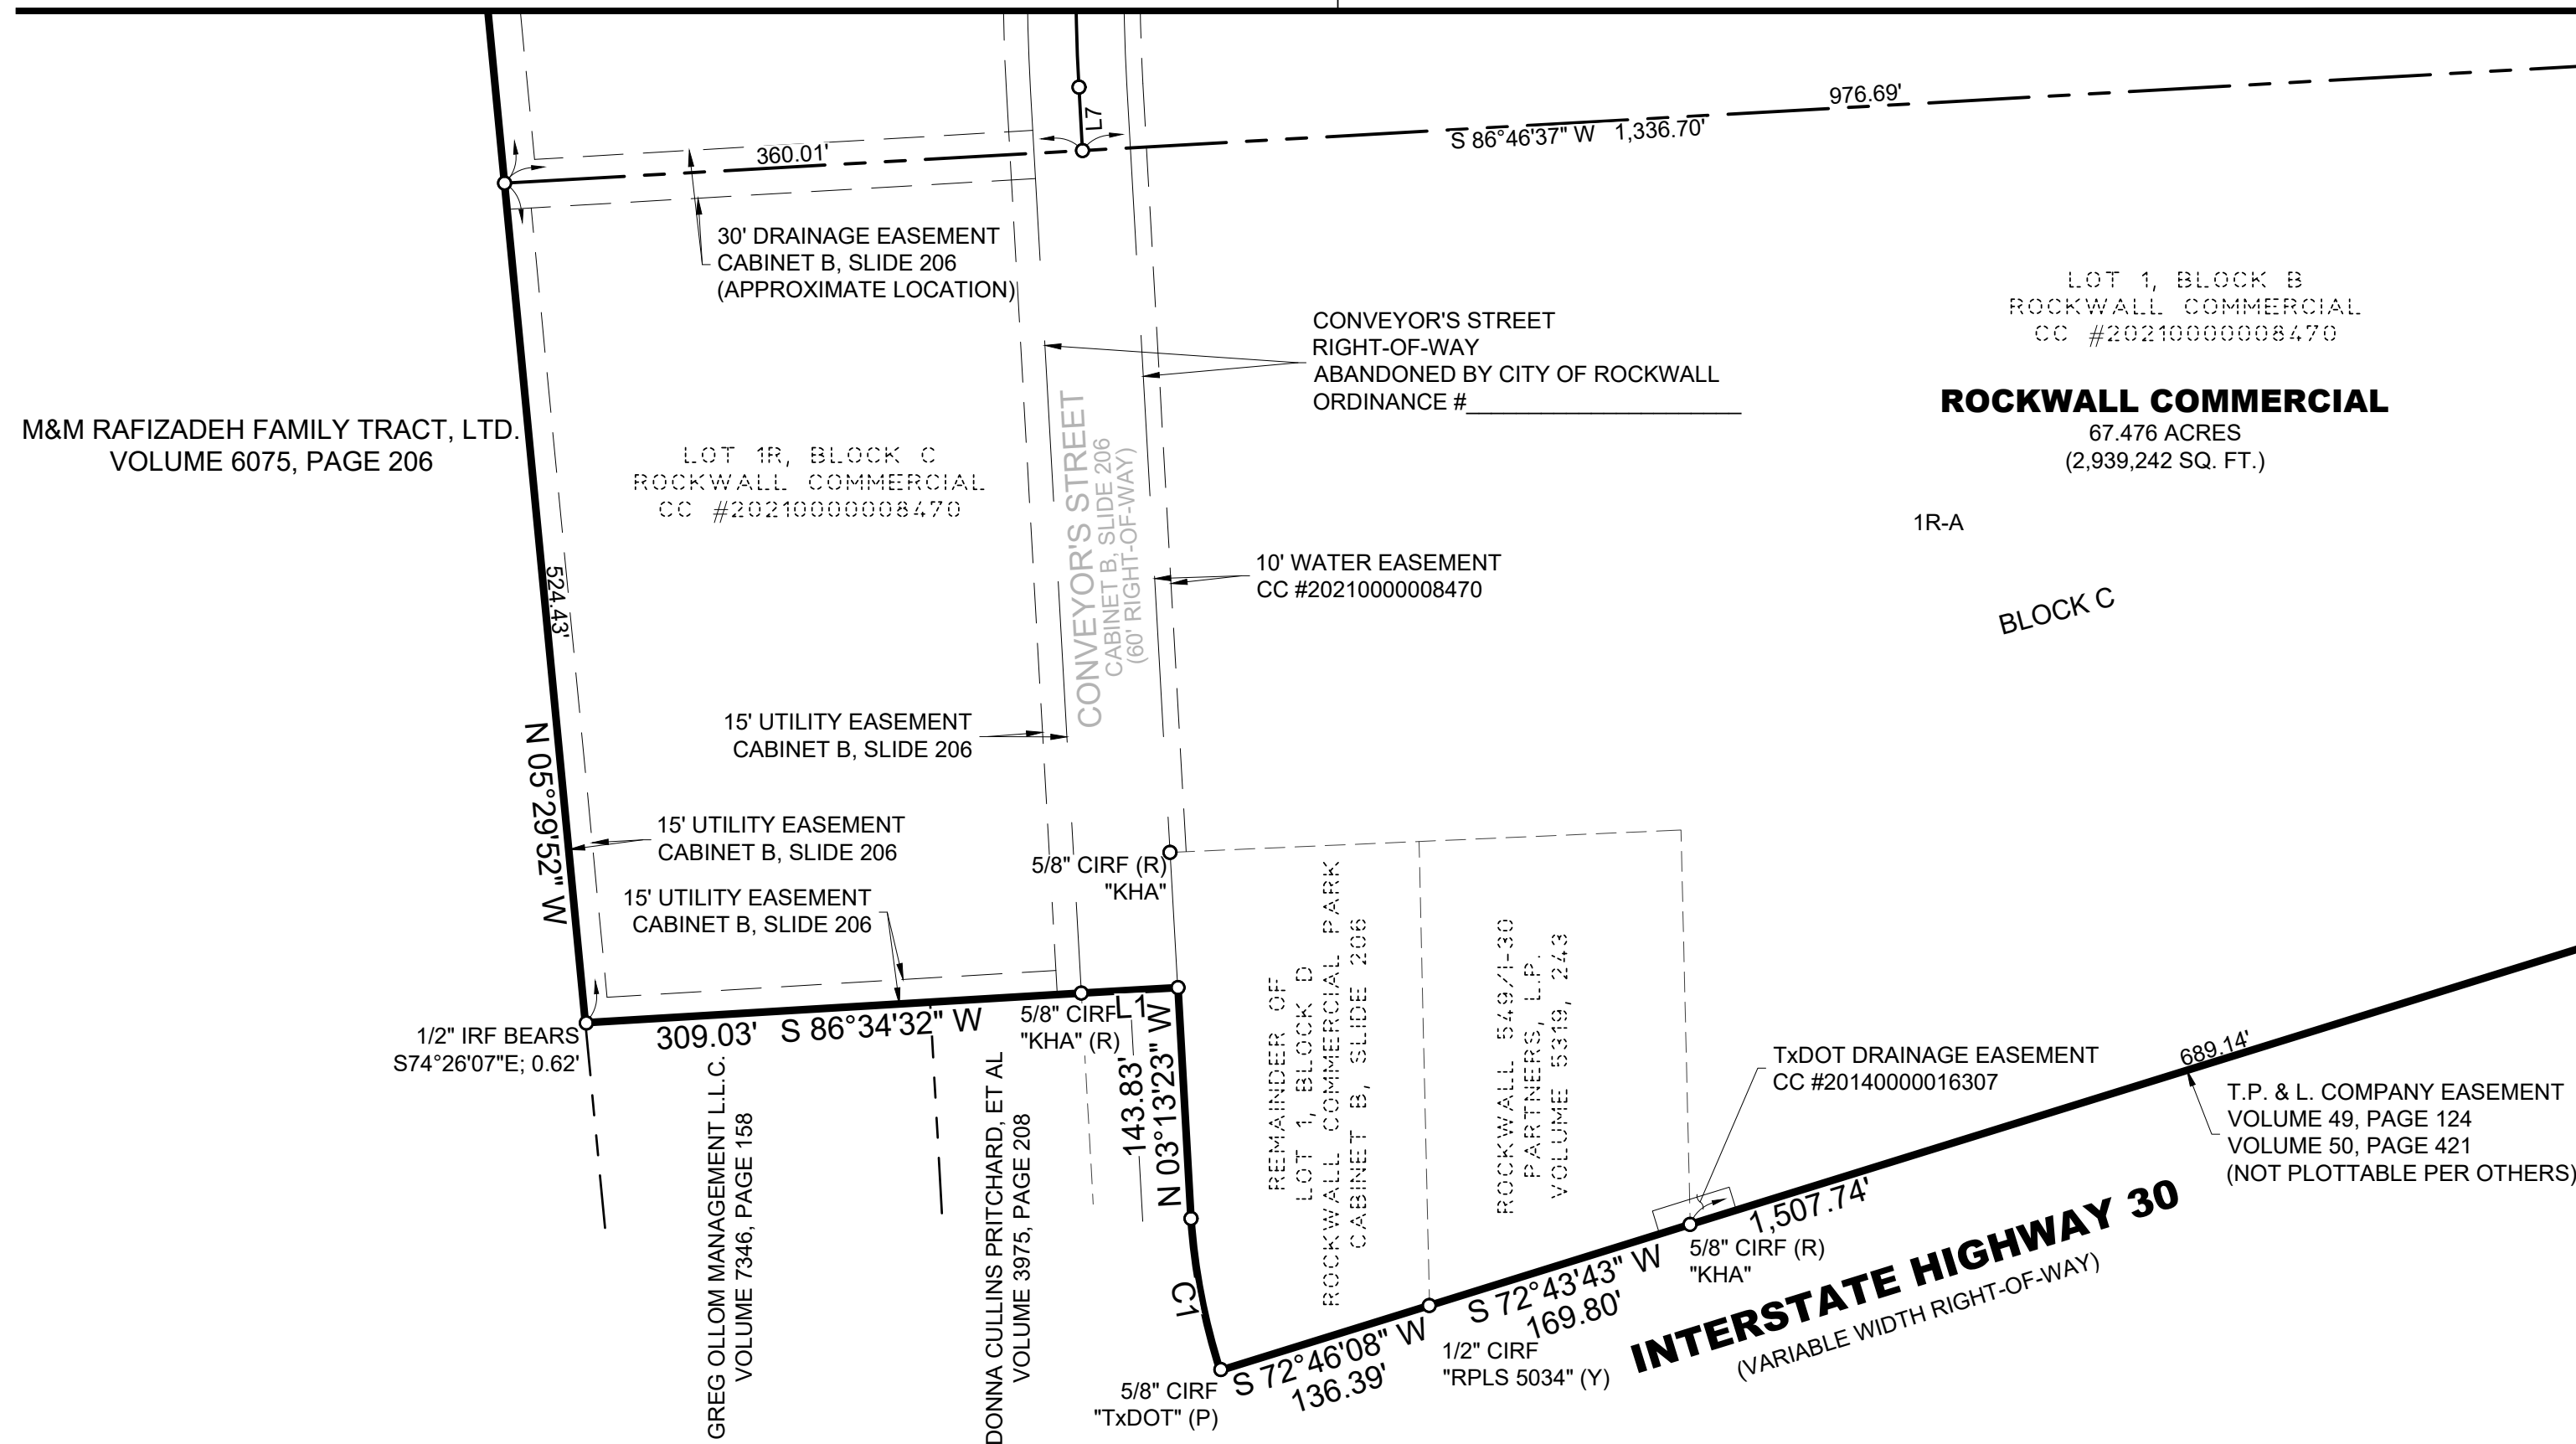 976.69'
L7
S 86°46'37" W 1,336.70'
360.01'
30' DRAINAGE EASEMENT
CABINET B, SLIDE 206
(APPROXIMATE LOCATION)
LOT 1, BLOCK B
ROCKWALL COMMERCIAL
CC #20210000008470
CONVEYOR'S STREET
RIGHT-OF-WAY
ABANDONED BY CITY OF ROCKWALL
ORDINANCE #______________________
ROCKWALL COMMERCIAL
67.476 ACRES
(2,939,242 SQ. FT.)
M&M RAFIZADEH FAMILY TRACT, LTD.
VOLUME 6075, PAGE 206
LOT 1R, BLOCK C
ROCKWALL COMMERCIAL
CC #20210000008470
CONVEYOR'S STREET
CABINET B, SLIDE 206
(60' RIGHT-OF-WAY)
1R-A
10' WATER EASEMENT
CC #20210000008470
BLOCK C
524.43'
N 05°29'52" W
15' UTILITY EASEMENT
CABINET B, SLIDE 206
15' UTILITY EASEMENT
CABINET B, SLIDE 206
15' UTILITY EASEMENT
CABINET B, SLIDE 206
5/8" CIRF (R)
"KHA"
REMAINDER OF
LOT 1, BLOCK D
ROCKWALL COMMERCIAL PARK
CABINET B, SLIDE 206
ROCKWALL 549/I-30
PARTNERS, L.P.
VOLUME 5319, 243
1/2" IRF BEARS
S74°26'07"E; 0.62'
309.03' S 86°34'32" W
5/8" CIRF
"KHA" (R)
L1
143.83'
N 03°13'23" W
GREG OLLOM MANAGEMENT L.L.C.
VOLUME 7346, PAGE 158
DONNA CULLINS PRITCHARD, ET AL
VOLUME 3975, PAGE 208
TxDOT DRAINAGE EASEMENT
CC #20140000016307
689.14'
T.P. & L. COMPANY EASEMENT
VOLUME 49, PAGE 124
VOLUME 50, PAGE 421
(NOT PLOTTABLE PER OTHERS)
1,507.74'
5/8" CIRF (R)
"KHA"
INTERSTATE HIGHWAY 30
(VARIABLE WIDTH RIGHT-OF-WAY)
C1
S 72°43'43" W
169.80'
S 72°46'08" W
136.39'
1/2" CIRF
"RPLS 5034" (Y)
5/8" CIRF
"TxDOT" (P)